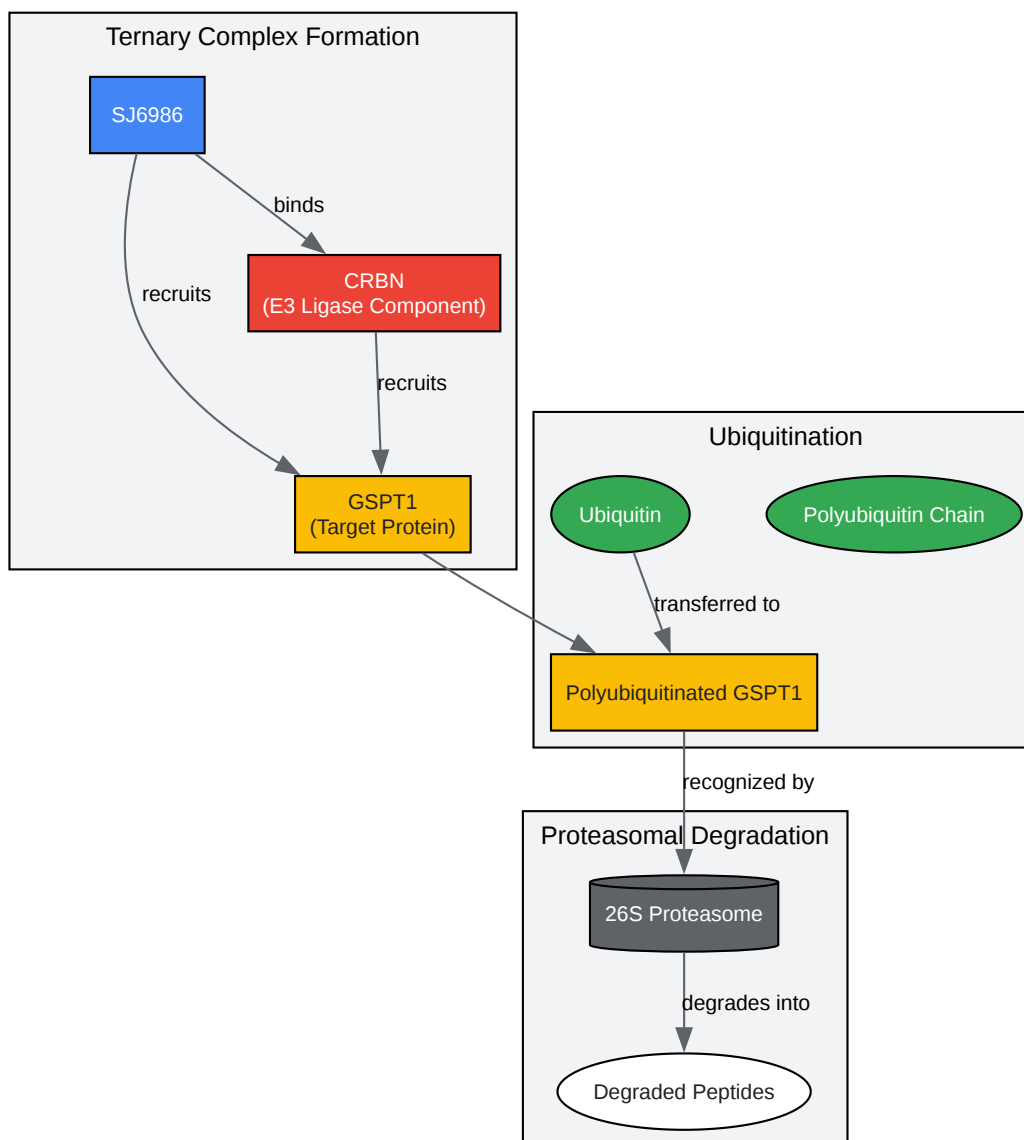 Ternary Complex Formation
SJ6986
binds
CRBN
(E3 Ligase Component)
recruits
recruits
GSPT1
(Target Protein)
Ubiquitination
Ubiquitin
Polyubiquitin Chain
transferred to
Polyubiquitinated GSPT1
recognized by
Proteasomal Degradation
26S Proteasome
degrades into
Degraded Peptides